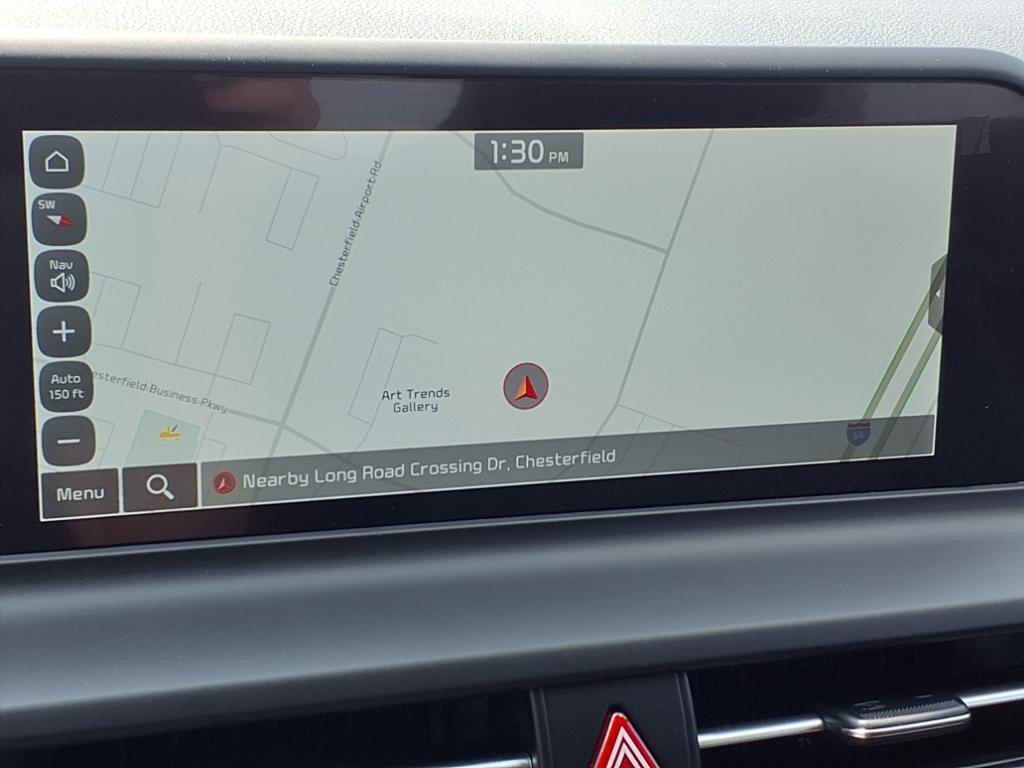 1:30 PM
SW
Nav
Chesterfield Airport Rd
Auto
150 ft
esterfield Business Pkwy
Art Trends
Gallery
64
Menu
Nearby Long Road Crossing Dr, Chesterfield